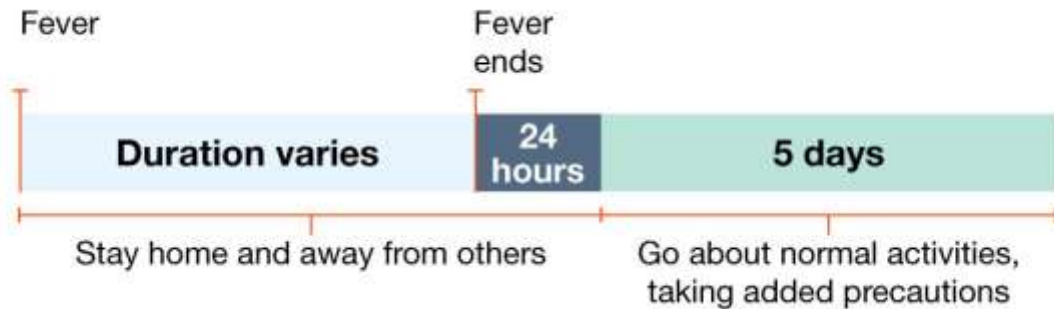 Fever
Fever
ends
Duration varies
24
hours
5 days
Stay home and away from others
Go about normal activities,
taking added precautions